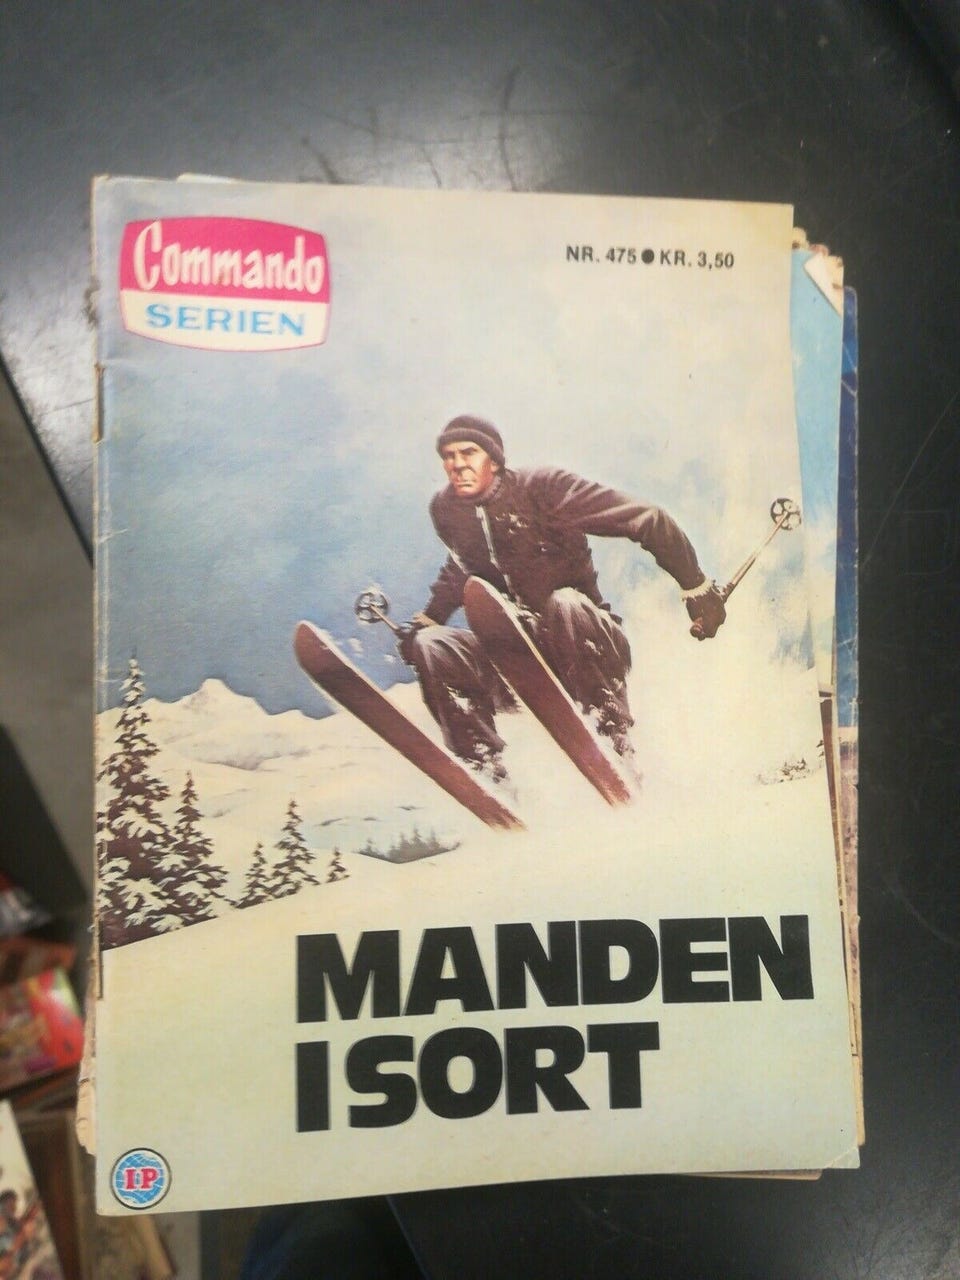 Commando
SERIEN
NR. 475 ● KR. 3,50
MANDEN
I SORT
I·P